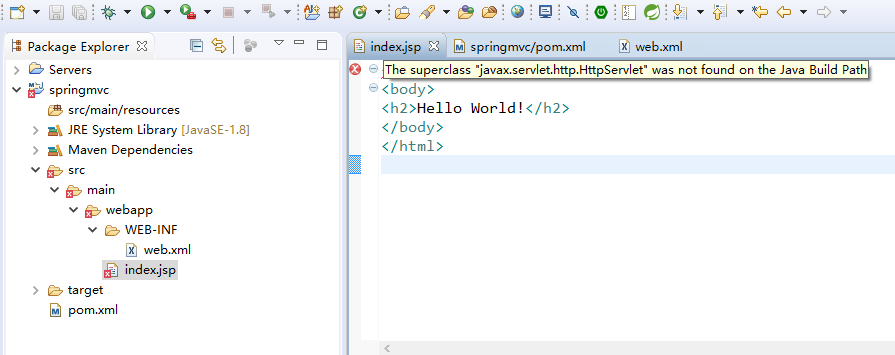 Package Explorer
Servers
springmvc
src/main/resources
JRE System Library [JavaSE-1.8]
Maven Dependencies
src
main
webapp
WEB-INF
web.xml
index.jsp
target
pom.xml
index.jsp
springmvc/pom.xml
web.xml
The superclass "javax.servlet.http.HttpServlet" was not found on the Java Build Path
<body>
<h2>Hello World!</h2>
</body>
</html>